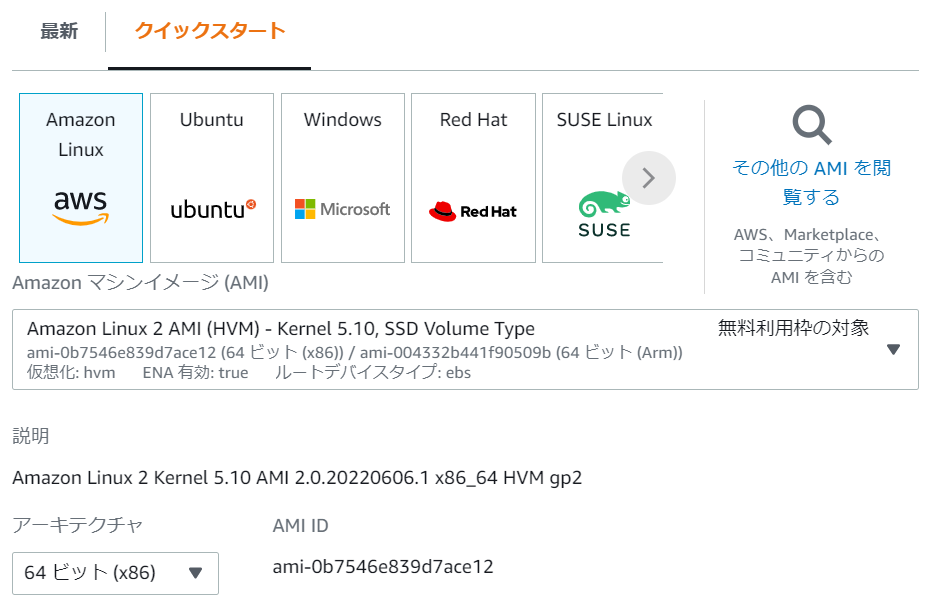 最新
クイックスタート
Amazon
Linux
aws
Ubuntu
ubuntu
Windows
Microsoft
Red Hat
Red Hat
SUSE Linux
SUSE
その他の AMI を閲
覧する
AWS、Marketplace、
コミュニティからの
AMI を含む
Amazon マシンイメージ (AMI)
Amazon Linux 2 AMI (HVM) - Kernel 5.10, SSD Volume Type
無料利用枠の対象
ami-0b7546e839d7ace12 (64 ビット (x86)) / ami-004332b441f90509b (64 ビット (Arm))
仮想化: hvm ENA 有効: true ルートデバイスタイプ: ebs
説明
Amazon Linux 2 Kernel 5.10 AMI 2.0.20220606.1 x86_64 HVM gp2
アーキテクチャ
AMI ID
64 ビット (x86)
ami-0b7546e839d7ace12